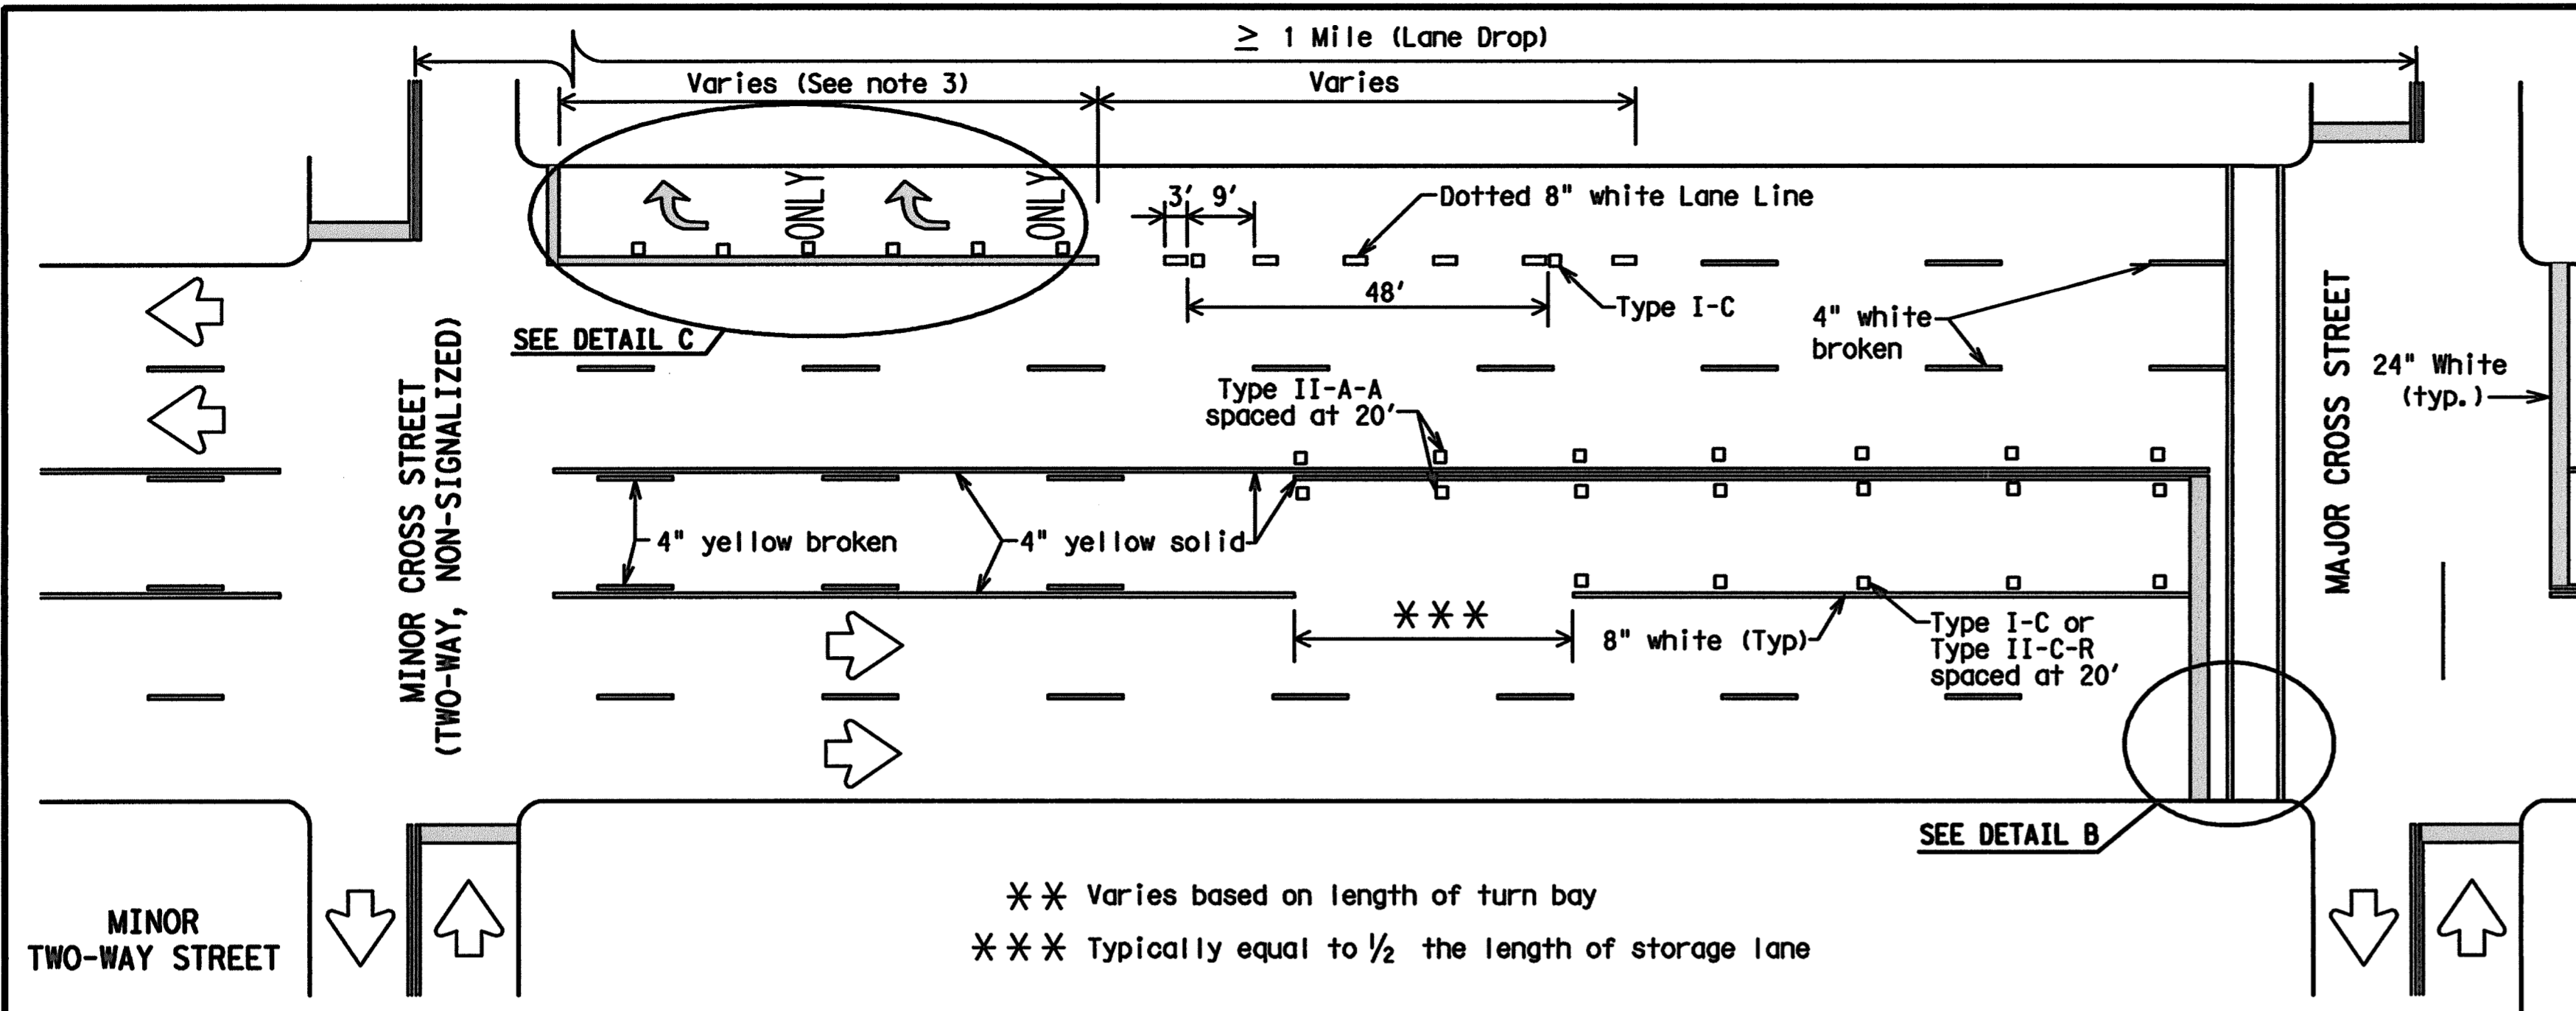 ≥ 1 Mile (Lane Drop)
Varies (See note 3)
Varies
ONLY
ONLY
3' 9'
Dotted 8" white Lane Line
48'
Type I-C
SEE DETAIL C
4" white
broken
MINOR CROSS STREET
(TWO-WAY, NON-SIGNALIZED)
MAJOR CROSS STREET
24" White
(typ.)
Type II-A-A
spaced at 20'
4" yellow broken
4" yellow solid
***
8" white (Typ)
Type I-C or
Type II-C-R
spaced at 20'
SEE DETAIL B
MINOR
TWO-WAY STREET
** Varies based on length of turn bay
*** Typically equal to ½ the length of storage lane